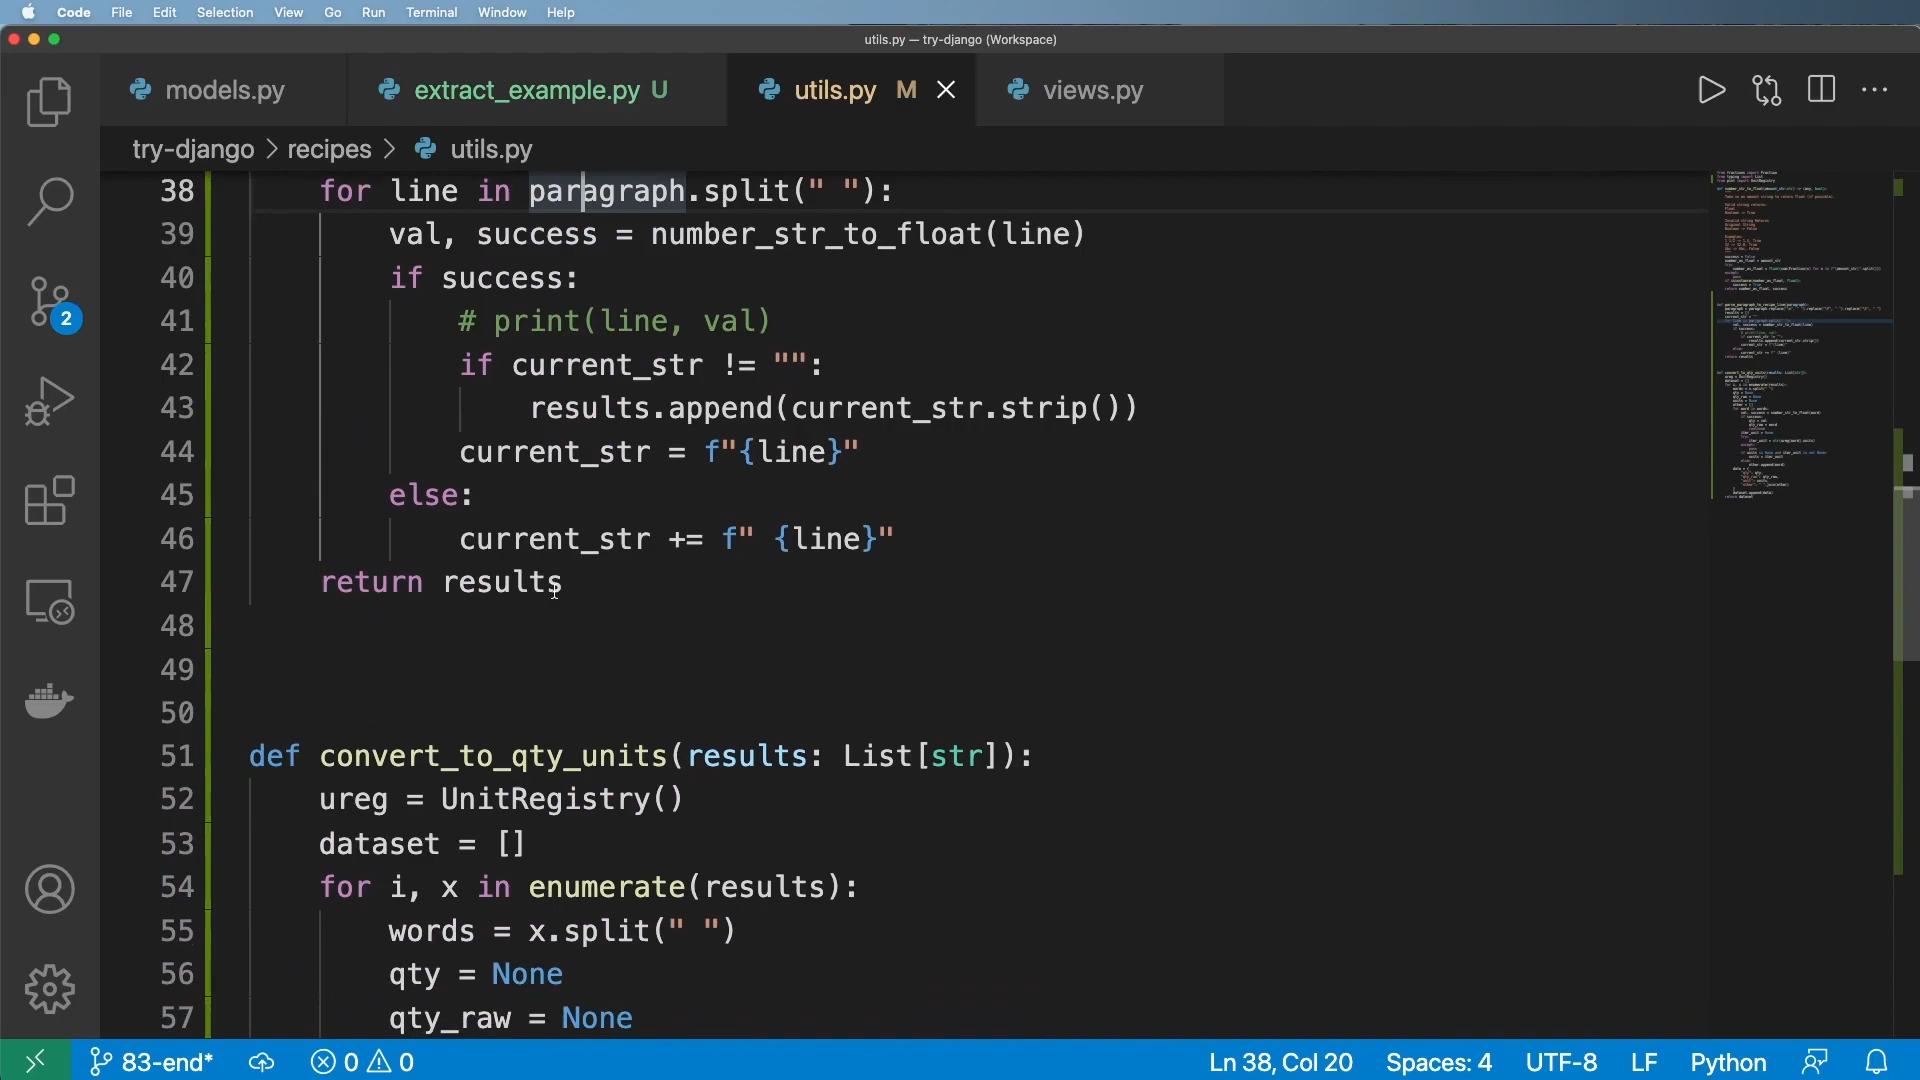 Code File Edit Selection View Go Run Terminal Window Help
utils.py — try-django (Workspace)
models.py extract_example.py U utils.py M views.py
try-django > recipes > utils.py
38 for line in paragraph.split(" "):
39 val, success = number_str_to_float(line)
40 if success:
41 # print(line, val)
42 if current_str != "":
43 results.append(current_str.strip())
44 current_str = f"{line}"
45 else:
46 current_str += f" {line}"
47 return results
48
49
50
51 def convert_to_qty_units(results: List[str]):
52 ureg = UnitRegistry()
53 dataset = []
54 for i, x in enumerate(results):
55 words = x.split(" ")
56 qty = None
57 qty_raw = None
2
83-end* 0 0 Ln 38, Col 20 Spaces: 4 UTF-8 LF Python